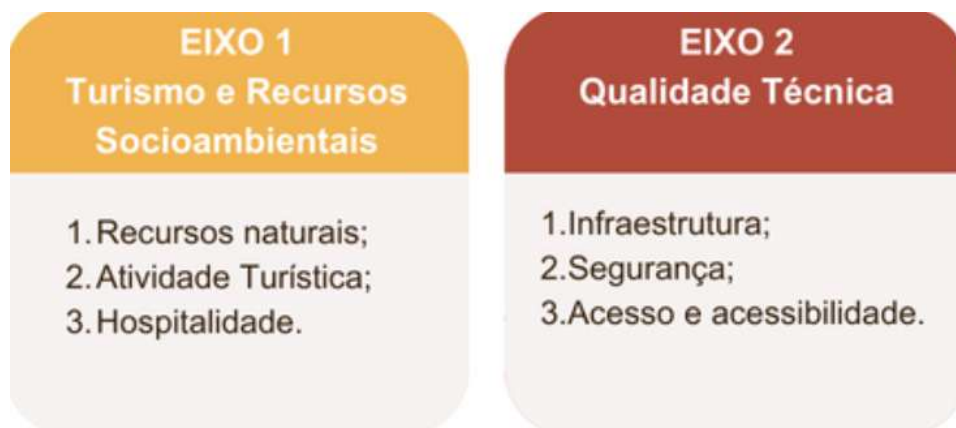 EIXO 1
Turismo e Recursos
Socioambientais
1.Recursos naturais;
2.Atividade Turística;
3.Hospitalidade.
EIXO 2
Qualidade Técnica
1.Infraestrutura;
2.Segurança;
3.Acesso e acessibilidade.